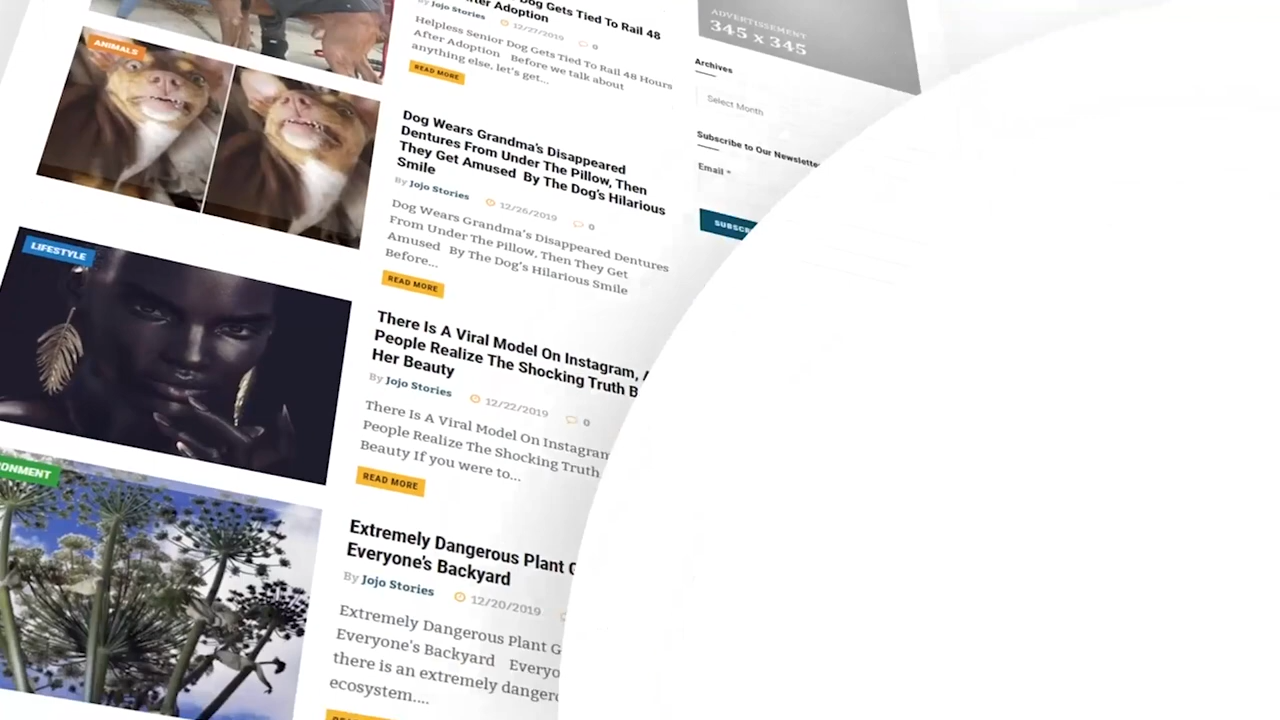 Dog Gets Tied To Rail 48
After Adoption
By Jojo Stories 12/27/2019 0
Helpless Senior Dog Gets Tied To Rail 48 Hours
After Adoption Before we talk about
anything else, let's get...
READ MORE
ANIMALS
Dog Wears Grandma's Disappeared
Dentures From Under The Pillow, Then
They Get Amused By The Dog's Hilarious
Smile
By Jojo Stories 12/26/2019 0
Dog Wears Grandma's Disappeared Dentures
From Under The Pillow, Then They Get
Amused By The Dog's Hilarious Smile
Before...
READ MORE
LIFESTYLE
There Is A Viral Model On Instagram,
People Realize The Shocking Truth B
Her Beauty
By Jojo Stories 12/22/2019 0
There Is A Viral Model On Instagram
People Realize The Shocking Truth
Beauty If you were to...
READ MORE
ONMENT
Extremely Dangerous Plant
Everyone's Backyard
By Jojo Stories 12/20/2019
Extremely Dangerous Plant G
Everyone's Backyard Everyo
there is an extremely danger
ecosystem....
ADVERTISEMENT
345 x 345
Archives
Select Month
Subscribe to Our Newslette
Email *
SUBSCR